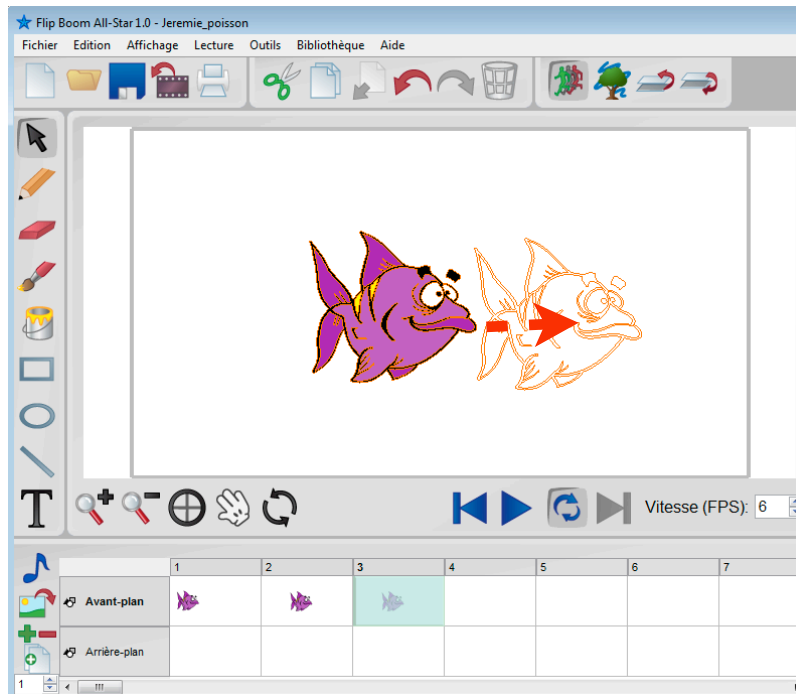 Flip Boom All-Star 1.0 - Jeremie_poisson
Fichier Edition Affichage Lecture Outils Bibliothèque Aide
T
Vitesse (FPS): 6
1 2 3 4 5 6 7
Avant-plan
Arrière-plan
1